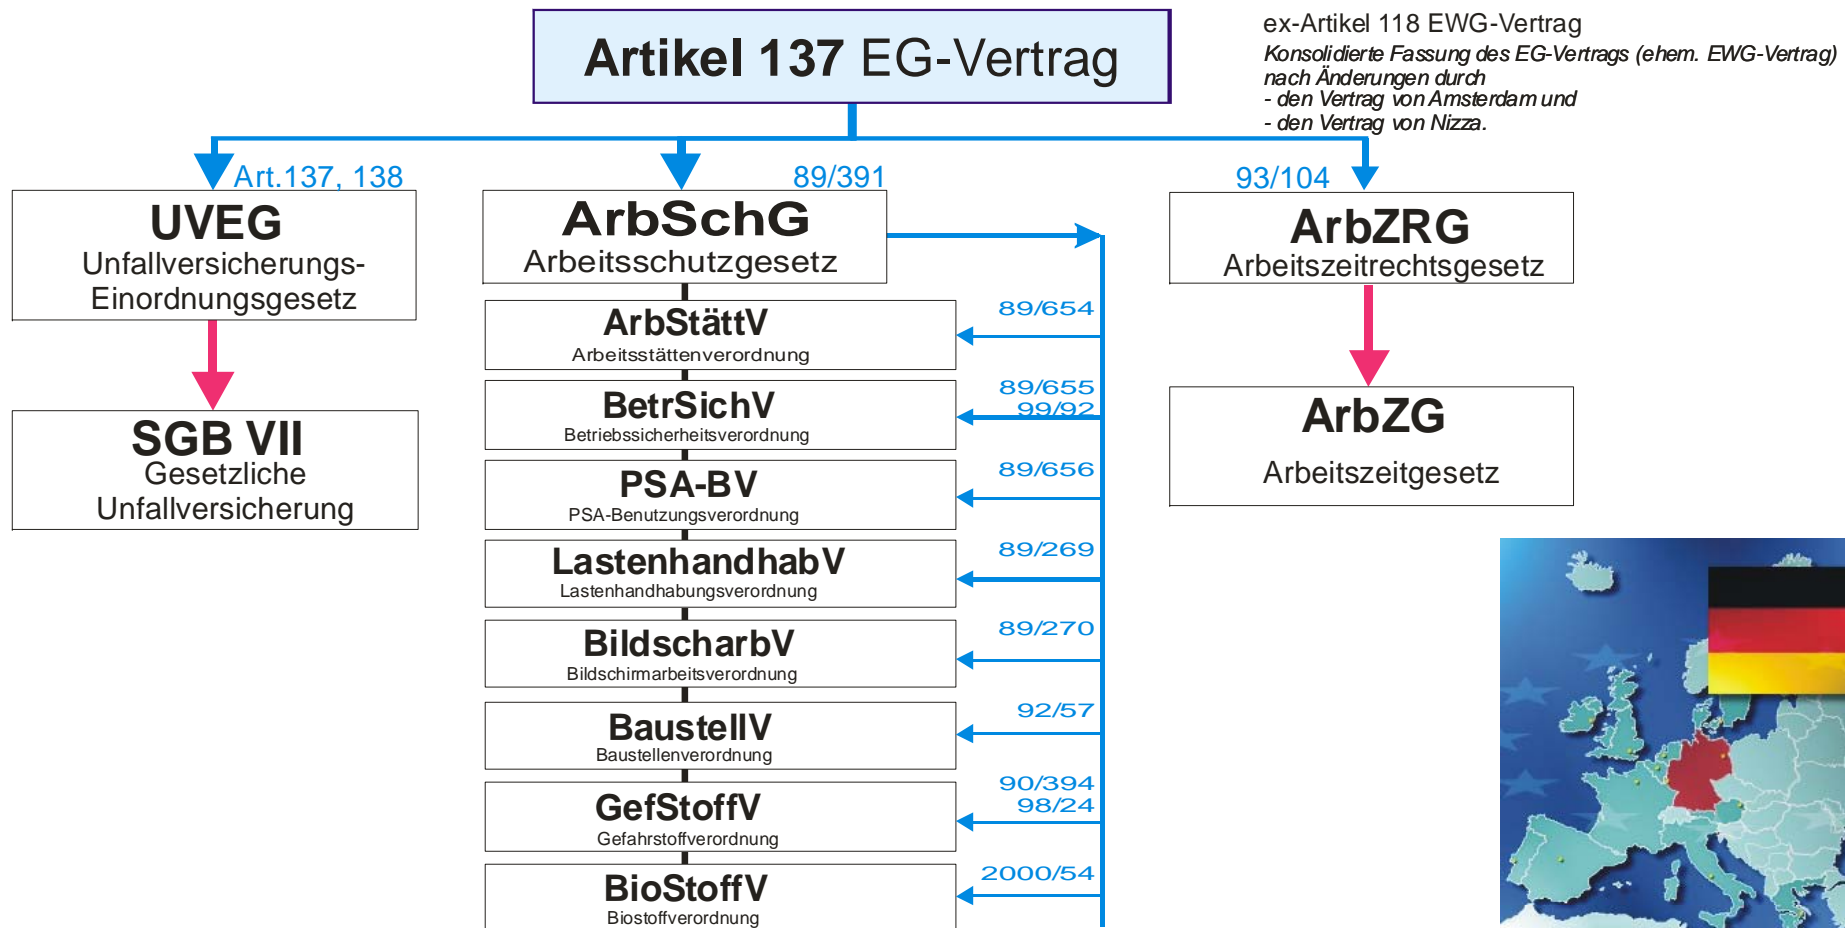 Artikel 137 EG-Vertrag
ex-Artikel 118 EWG-Vertrag
Konsolidierte Fassung des EG-Vertrags (ehem. EWG-Vertrag)
nach Änderungen durch
- den Vertrag von Amsterdam und
- den Vertrag von Nizza.
Art.137, 138
UVEG
Unfallversicherungs-
Einordnungsgesetz
SGB VII
Gesetzliche
Unfallversicherung
89/391
ArbSchG
Arbeitsschutzgesetz
89/654
ArbStättV
Arbeitsstättenverordnung
89/655
99/92
BetrSichV
Betriebssicherheitsverordnung
89/656
PSA-BV
PSA-Benutzungsverordnung
89/269
LastenhandhabV
Lastenhandhabungsverordnung
89/270
BildscharbV
Bildschirmarbeitsverordnung
92/57
BaustellV
Baustellenverordnung
90/394
98/24
GefStoffV
Gefahrstoffverordnung
2000/54
BioStoffV
Biostoffverordnung
93/104
ArbZRG
Arbeitszeitrechtsgesetz
ArbZG
Arbeitszeitgesetz